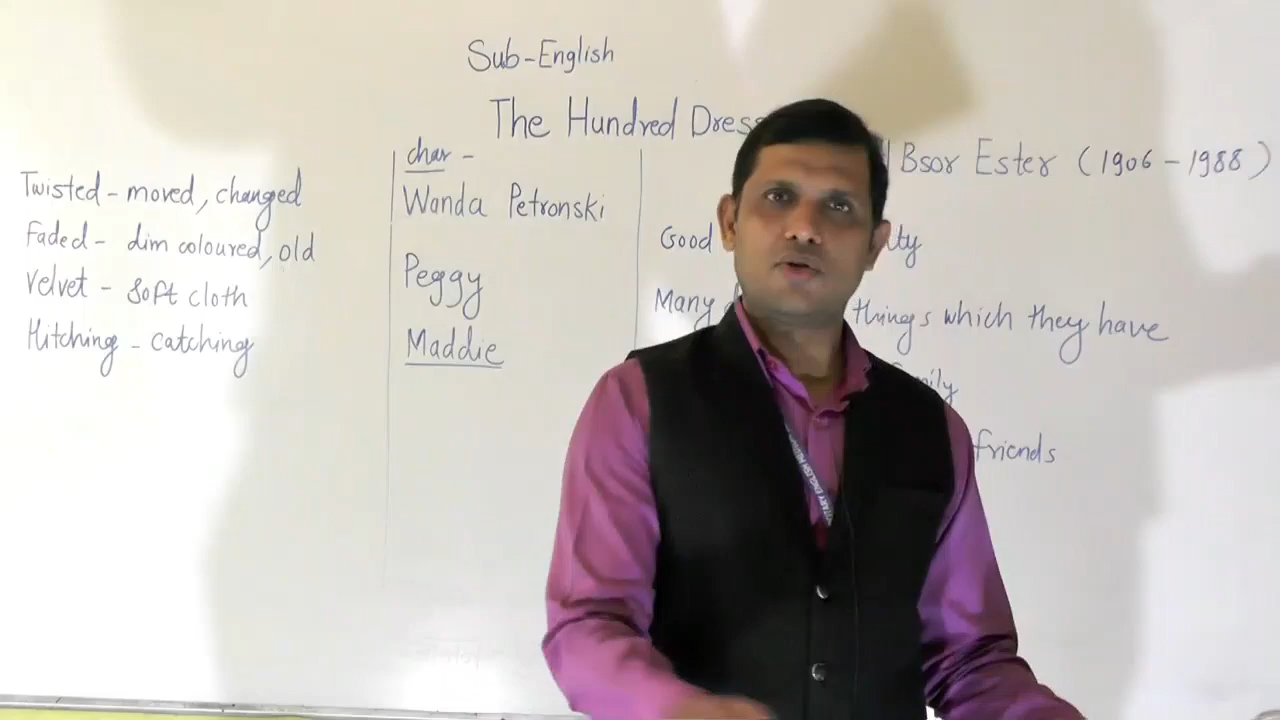 Sub-English
The Hundred Dress
Bsor Ester (1906-1988)
Twisted - moved, changed
Faded - dim coloured, old
Velvet - Soft cloth
Hitching - catching
char -
Wanda Petronski
Peggy
Maddie
Good
Many things which they have
friends